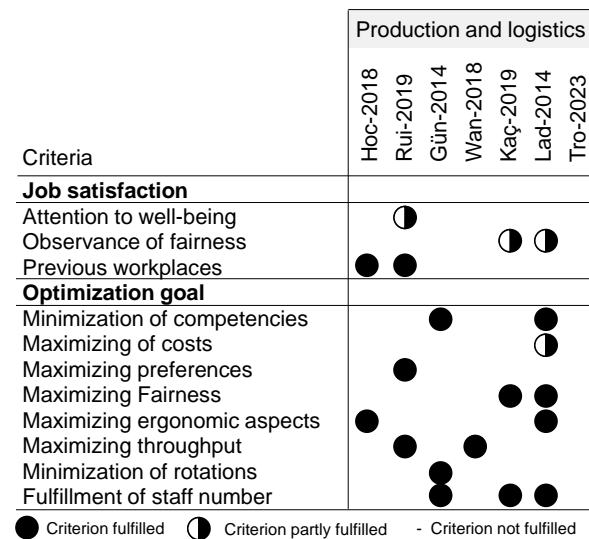 Production and logistics
Criteria Hoc-2018 Rui-2019 Gün-2014 Wan-2018 Kaç-2019 Lad-2014 Tro-2023
Job satisfaction
Attention to well-being
Observance of fairness
Previous workplaces
Optimization goal
Minimization of competencies
Maximizing of costs
Maximizing preferences
Maximizing Fairness
Maximizing ergonomic aspects
Maximizing throughput
Minimization of rotations
Fulfillment of staff number
Criterion fulfilled Criterion partly fulfilled - Criterion not fulfilled